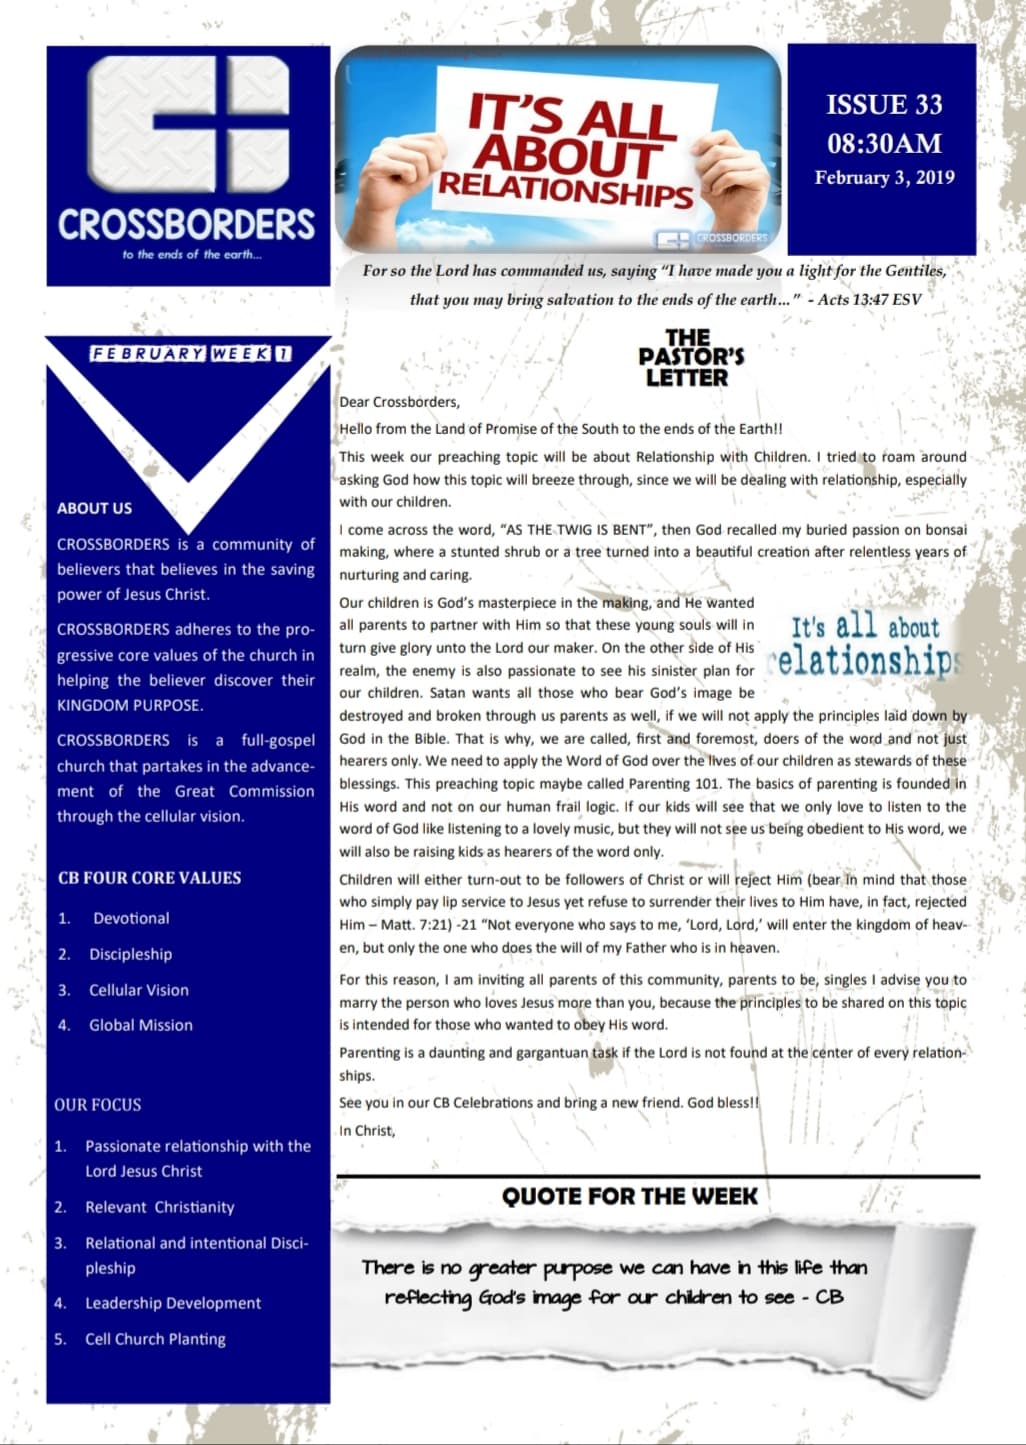 CROSSBORDERS
to the ends of the earth...
IT'S ALL
ABOUT
RELATIONSHIPS
CROSSBORDERS
ISSUE 33
08:30AM
February 3, 2019
For so the Lord has commanded us, saying “I have made you a light for the Gentiles,
that you may bring salvation to the ends of the earth…” - Acts 13:47 ESV
FEBRUARY WEEK 1
ABOUT US
CROSSBORDERS is a community of
believers that believes in the saving
power of Jesus Christ.
CROSSBORDERS adheres to the pro-
gressive core values of the church in
helping the believer discover their
KINGDOM PURPOSE.
CROSSBORDERS is a full-gospel
church that partakes in the advance-
ment of the Great Commission
through the cellular vision.
CB FOUR CORE VALUES
1. Devotional
2. Discipleship
3. Cellular Vision
4. Global Mission
OUR FOCUS
1. Passionate relationship with the
Lord Jesus Christ
2. Relevant Christianity
3. Relational and intentional Disci-
pleship
4. Leadership Development
5. Cell Church Planting
THE
PASTOR'S
LETTER
Dear Crossborders,
Hello from the Land of Promise of the South to the ends of the Earth!!
This week our preaching topic will be about Relationship with Children. I tried to roam around
asking God how this topic will breeze through, since we will be dealing with relationship, especially
with our children.
I come across the word, “AS THE TWIG IS BENT”, then God recalled my buried passion on bonsai
making, where a stunted shrub or a tree turned into a beautiful creation after relentless years of
nurturing and caring.
Our children is God’s masterpiece in the making, and He wanted
all parents to partner with Him so that these young souls will in
turn give glory unto the Lord our maker. On the other side of His
realm, the enemy is also passionate to see his sinister plan for
our children. Satan wants all those who bear God’s image be
It's all about
relationships
destroyed and broken through us parents as well, if we will not apply the principles laid down by
God in the Bible. That is why, we are called, first and foremost, doers of the word and not just
hearers only. We need to apply the Word of God over the lives of our children as stewards of these
blessings. This preaching topic maybe called Parenting 101. The basics of parenting is founded in
His word and not on our human frail logic. If our kids will see that we only love to listen to the
word of God like listening to a lovely music, but they will not see us being obedient to His word, we
will also be raising kids as hearers of the word only.
Children will either turn-out to be followers of Christ or will reject Him (bear in mind that those
who simply pay lip service to Jesus yet refuse to surrender their lives to Him have, in fact, rejected
Him – Matt. 7:21) -21 “Not everyone who says to me, ‘Lord, Lord,’ will enter the kingdom of heav-
en, but only the one who does the will of my Father who is in heaven.
For this reason, I am inviting all parents of this community, parents to be, singles I advise you to
marry the person who loves Jesus more than you, because the principles to be shared on this topic
is intended for those who wanted to obey His word.
Parenting is a daunting and gargantuan task if the Lord is not found at the center of every relation-
ships.
See you in our CB Celebrations and bring a new friend. God bless!!
In Christ,
QUOTE FOR THE WEEK
There is no greater purpose we can have in this life than
reflecting God's image for our children to see - CB